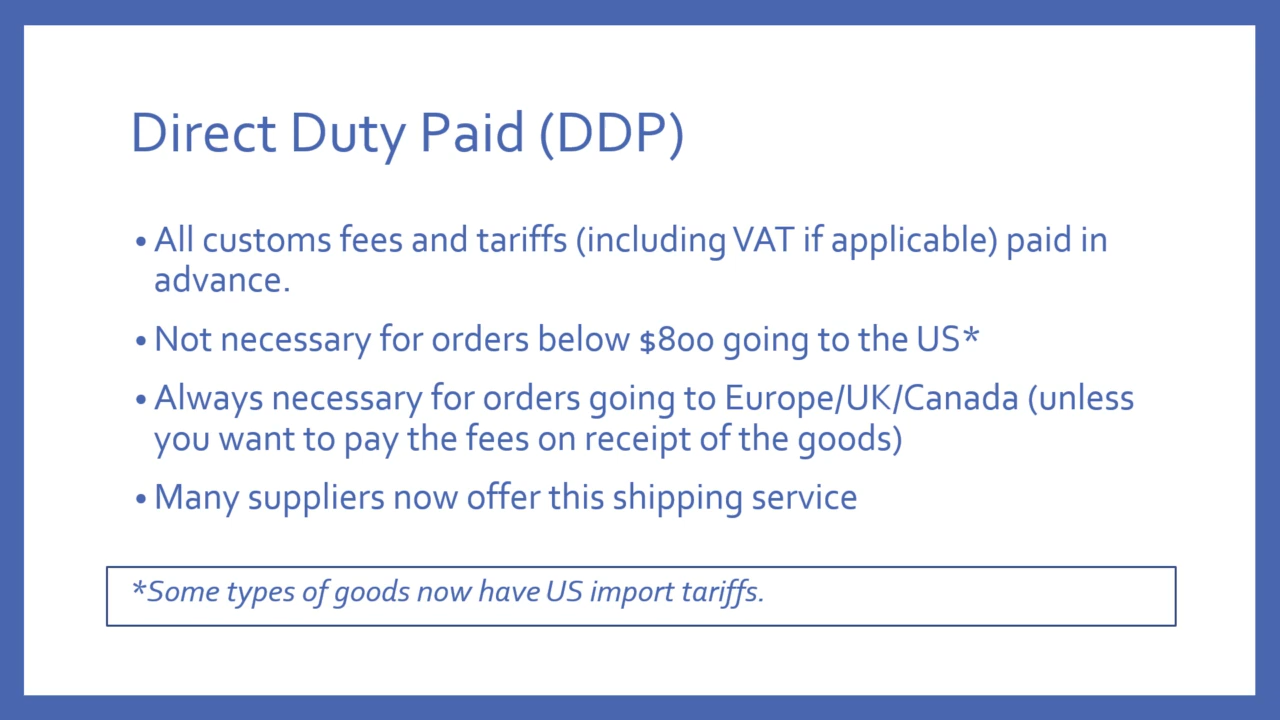 Direct Duty Paid (DDP)
• All customs fees and tariffs (including VAT if applicable) paid in
advance.
• Not necessary for orders below $800 going to the US*
• Always necessary for orders going to Europe/UK/Canada (unless
you want to pay the fees on receipt of the goods)
• Many suppliers now offer this shipping service
*Some types of goods now have US import tariffs.